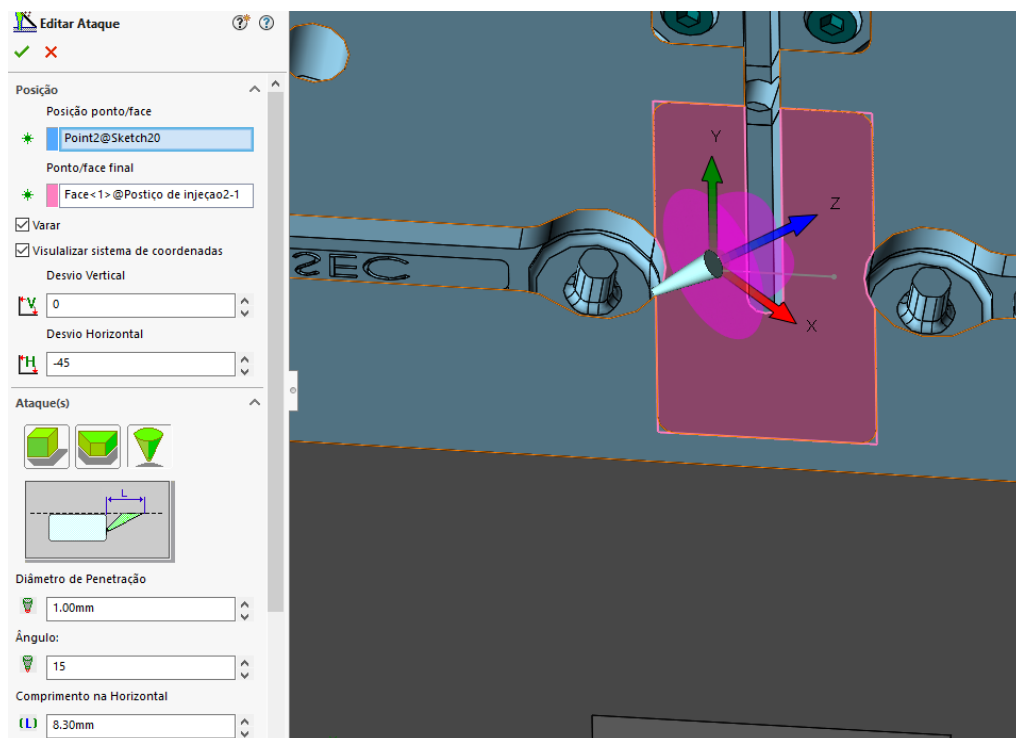 Editar Ataque
Posição
Posição ponto/face
Point2@Sketch20
Ponto/face final
Face<1>@Postiço de injeçao2-1
Varar
Visulalizar sistema de coordenadas
Desvio Vertical
V
0
Desvio Horizontal
H
-45
Ataque(s)
L
Diâmetro de Penetração
1.00mm
Ângulo:
15
Comprimento na Horizontal
(L)
8.30mm
Y
Z
X
SEC